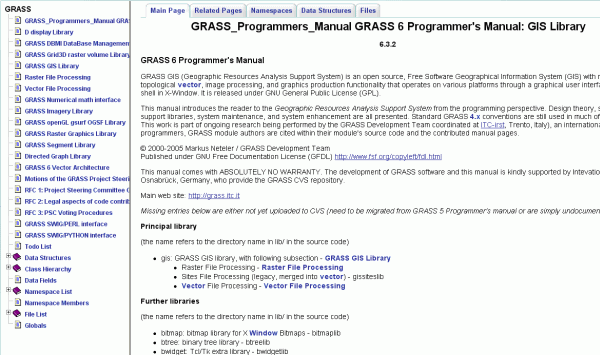 GRASS
GRASS_Programmers_Manual GRA
D display Library
GRASS DBMI DataBase Managemen
GRASS Grid3D raster volume Library
GRASS GIS Library
Raster File Processing
Vector File Processing
GRASS Numerical math interface
GRASS Imagery Library
GRASS openGL gsurf OGSF Library
GRASS Raster Graphics Library
GRASS Segment Library
Directed Graph Library
GRASS 6 Vector Architecture
Motions of the GRASS Project Steeri
RFC 1: Project Steering Committee G
RFC 2: Legal aspects of code contrib
RFC 3: PSC Voting Procedures
GRASS SWIG/PERL interface
GRASS SWIG/PYTHON interface
Todo List
Data Structures
Class Hierarchy
Data Fields
Namespace List
Namespace Members
File List
Globals
Main Page Related Pages Namespaces Data Structures Files
GRASS_Programmers_Manual GRASS 6 Programmer's Manual: GIS Library
6.3.2
GRASS 6 Programmer's Manual
GRASS GIS (Geographic Resources Analysis Support System) is an open source, Free Software Geographical Information System (GIS) with r
topological vector, image processing, and graphics production functionality that operates on various platforms through a graphical user interfa
shell in X-Window. It is released under GNU General Public License (GPL).
This manual introduces the reader to the Geographic Resources Analysis Support System from the programming perspective. Design theory, s
support libraries, system maintenance, and system enhancement are all presented. Standard GRASS 4.x conventions are still used in much of
This work is part of ongoing research being performed by the GRASS Development Team coordinated at ITC-irst, Trento, Italy), an internationa
programmers, GRASS module authors are cited within their module's source code and the contributed manual pages.
© 2000-2005 Markus Neteler / GRASS Development Team
Published under GNU Free Documentation License (GFDL) http://www.fsf.org/copyleft/fdl.html
This manual comes with ABSOLUTELY NO WARRANTY. The development of GRASS software and this manual is kindly supported by Intevatio
Osnabrück, Germany, who provide the GRASS CVS repository.
Main web site: http://grass.itc.it
Missing entries below are either not yet uploaded to CVS (need to be migrated from GRASS 5 Programmer's manual or are simply undocumen
Principal library
(the name refers to the directory name in lib/ in the source code)
gis: GRASS GIS library, with following subsection - GRASS GIS Library
Raster File Processing - Raster File Processing
Sites File Processing (legacy, merged into vector) - gissiteslib
Vector File Processing - Vector File Processing
Further libraries
(the name refers to the directory name in lib/ in the source code)
bitmap: bitmap library for X Window Bitmaps - bitmaplib
btree: binary tree library - btreelib
bwidget: Tcl/Tk extra library - bwidgetlib